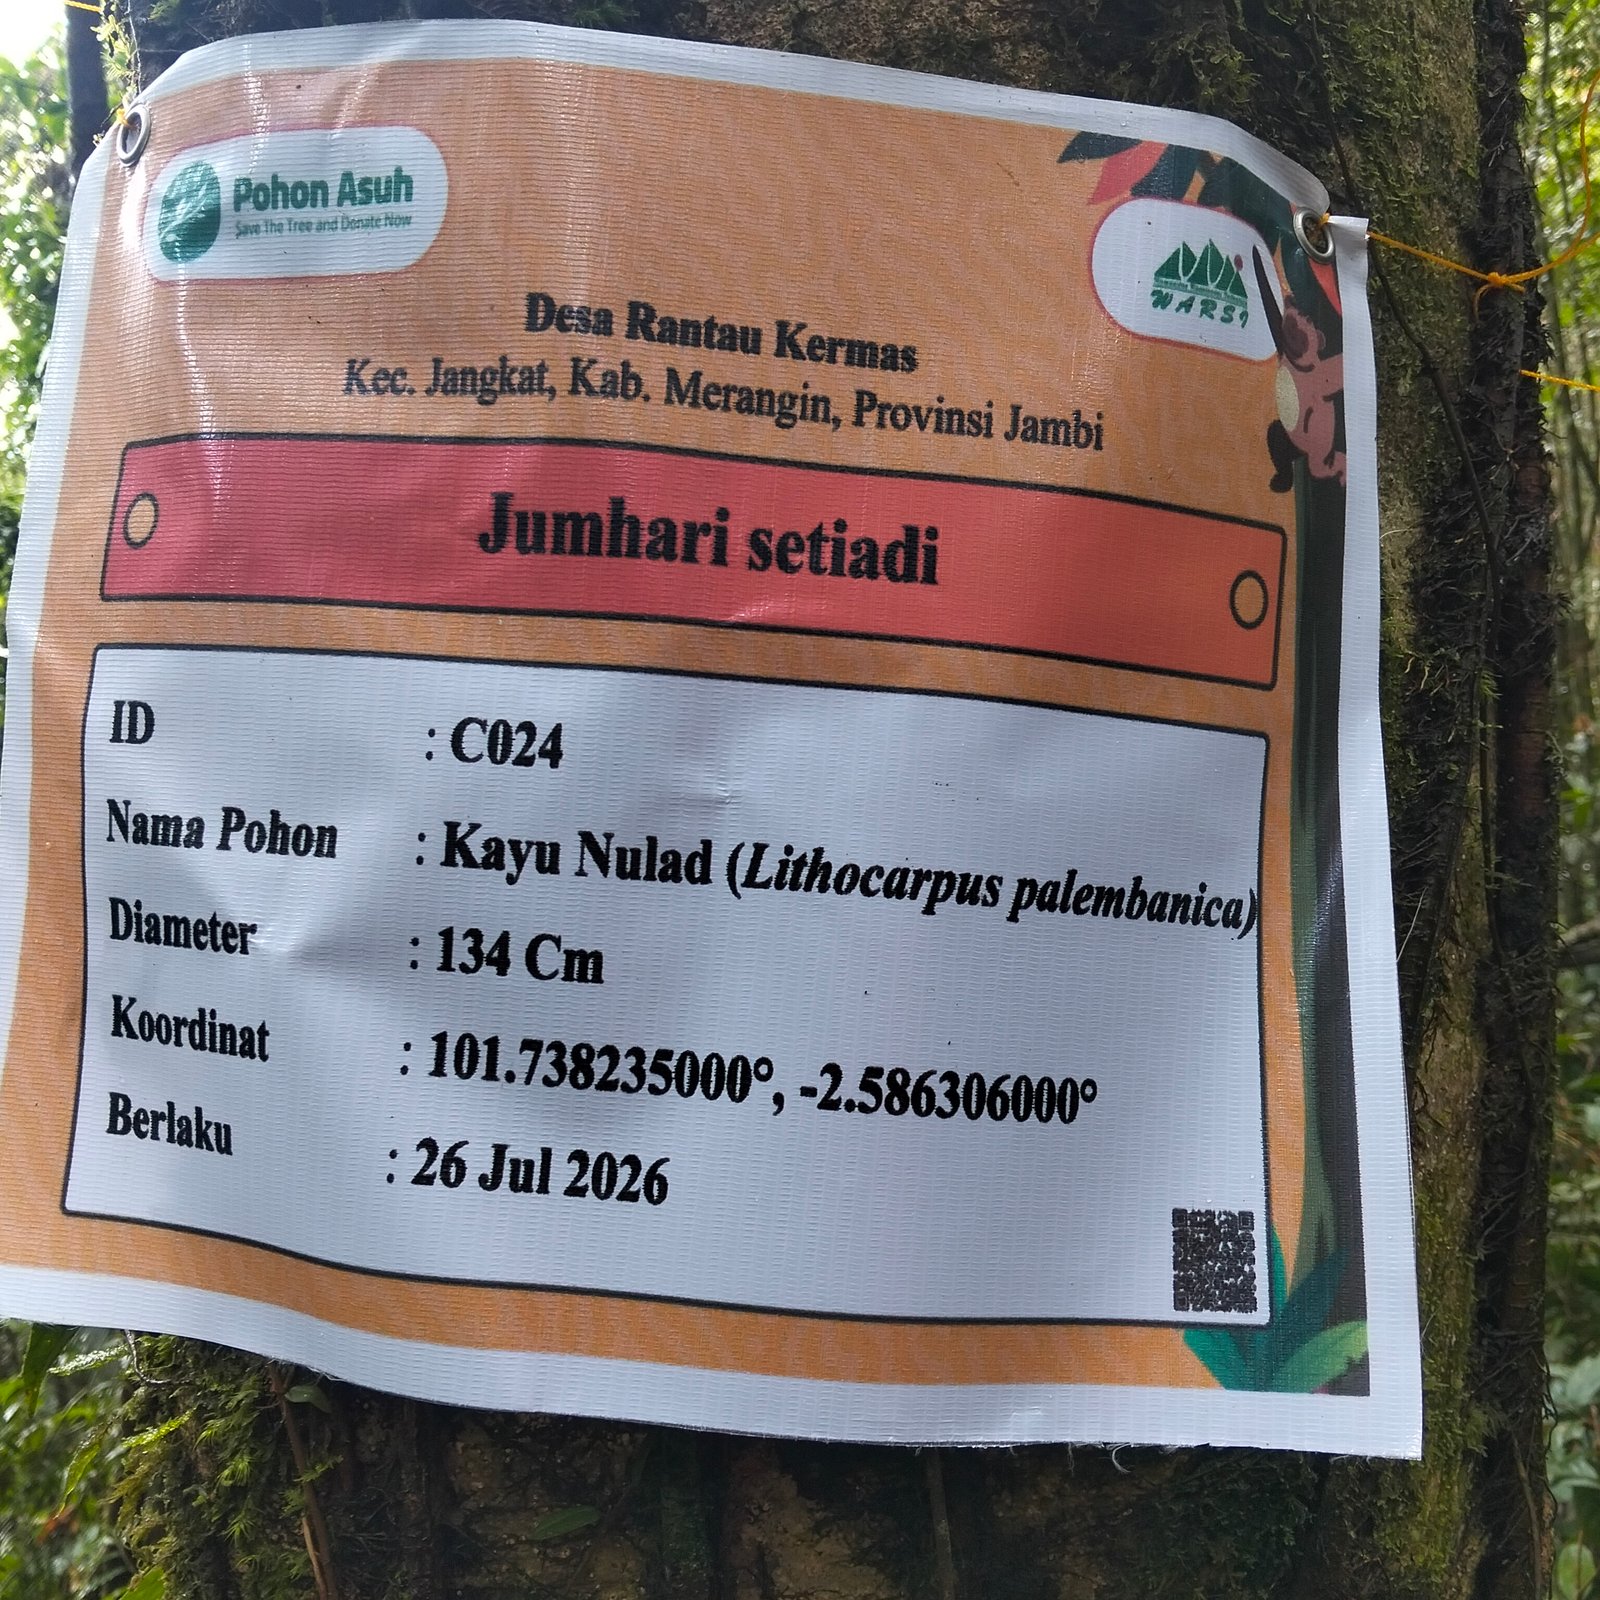 Pohon Asuh
Save The Tree and Donate Now
WARSI
Desa Rantau Kermas
Kec. Jangkat, Kab. Merangin, Provinsi Jambi
Jumhari setiadi
ID : C024
Nama Pohon : Kayu Nulad (Lithocarpus palembanica)
Diameter : 134 Cm
Koordinat : 101.738235000°, -2.586306000°
Berlaku : 26 Jul 2026